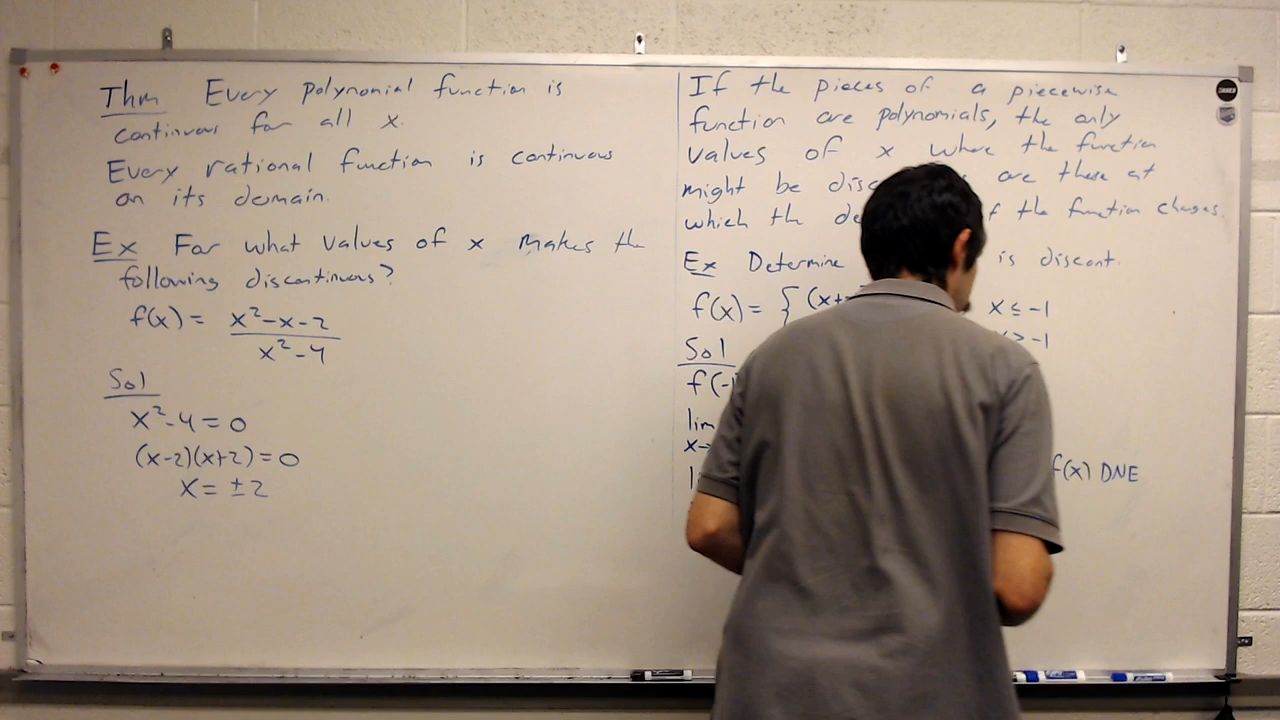 Thm Every polynomial function is
continuous for all x.
Every rational function is continuous
on its domain.
Ex For what values of x makes the
following discontinuous?
f(x) = x²-x-2
x²-4
Sol
x²-4=0
(x-2)(x+2)=0
x=±2
If the pieces of a piecewise
function are polynomials, the only
values of x where the function
might be are those at
which the the function changes.
Ex Determine is discont.
f(x)= { (x+ x ≤ -1
> -1
Sol
f(-1
lim
x→
f(x) DNE